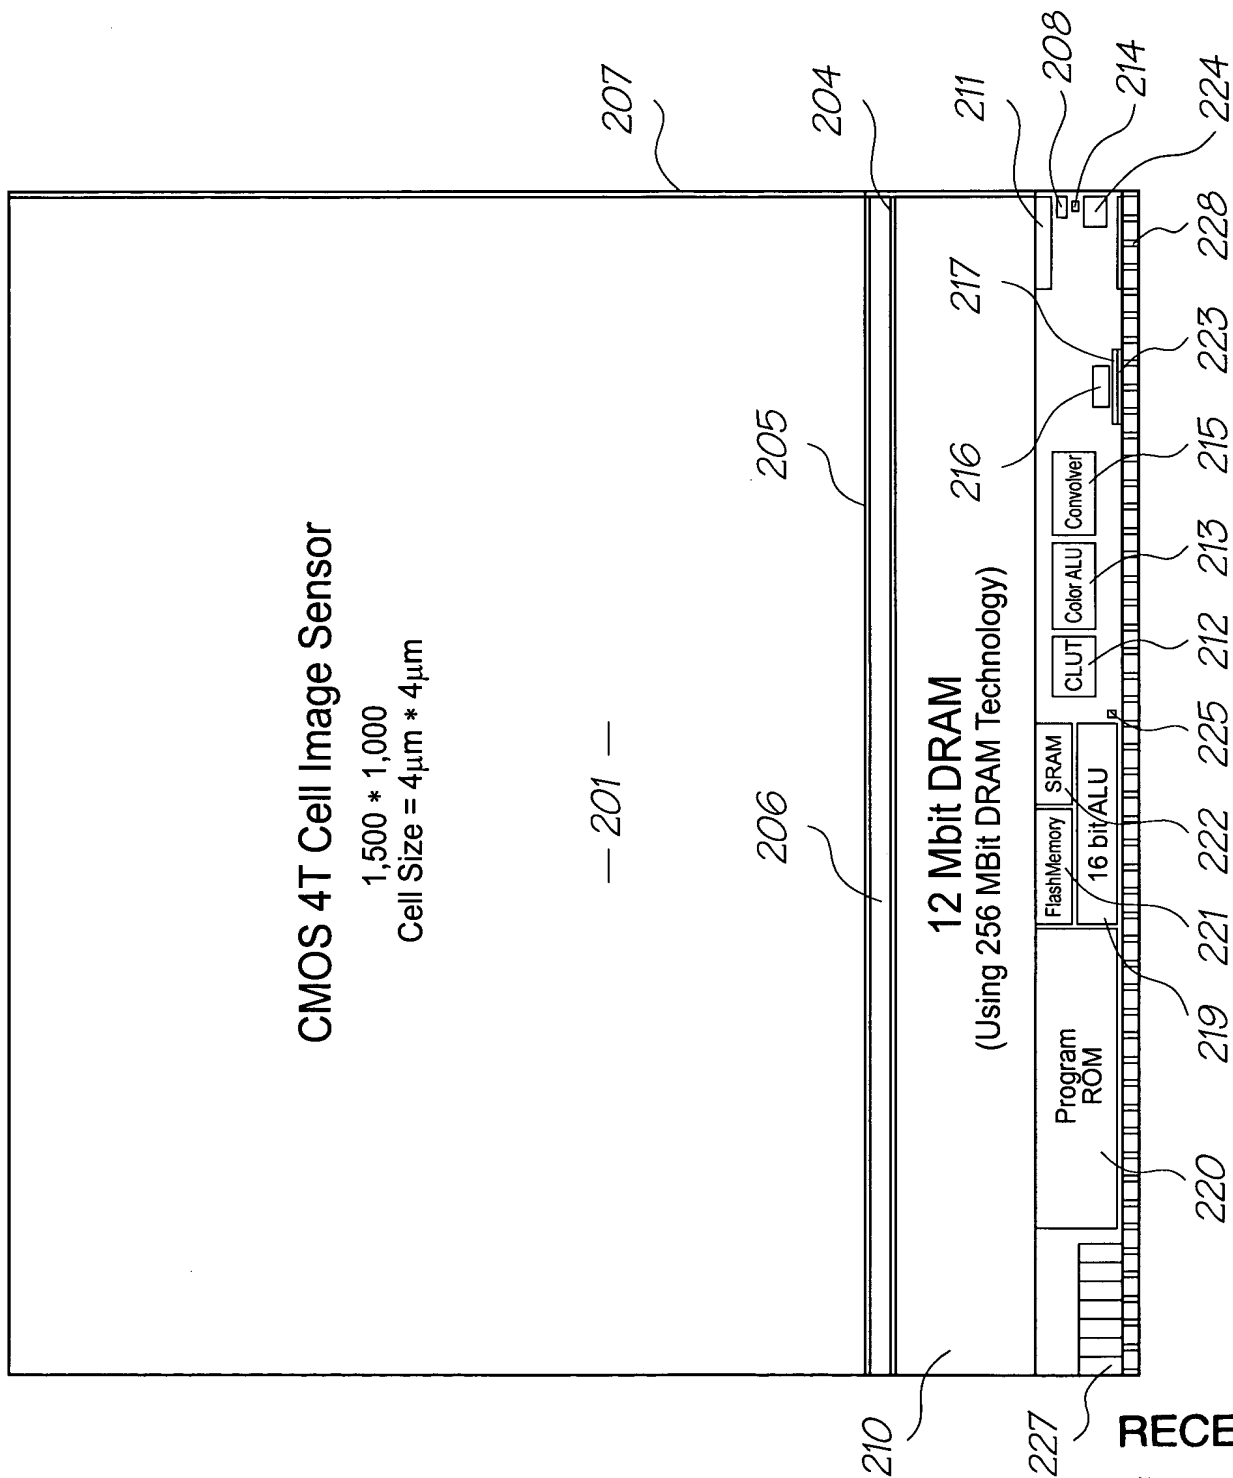 CMOS 4T Cell Image Sensor
1,500 * 1,000
Cell Size = 4µm * 4µm
— 201 —
207
205
204
206
12 Mbit DRAM
(Using 256 MBit DRAM Technology)
210
211
208
214
224
228
217
216
223
215
213
212
225
222
221
219
220
227
Convolver
Color ALU
CLUT
SRAM
FlashMemory
16 bit ALU
Program
ROM
RECE